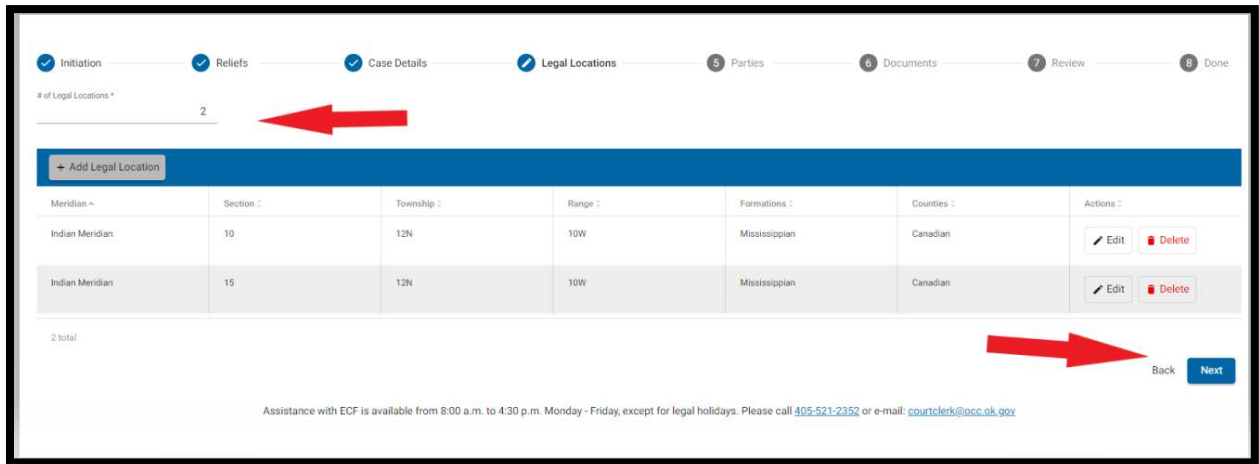 Initiation Reliefs Case Details Legal Locations 5 Parties 6 Documents 7 Review 8 Done
# of Legal Locations *
2
+ Add Legal Location
Meridian Section Township Range Formations Counties Actions
Indian Meridian 10 12N 10W Mississippian Canadian Edit Delete
Indian Meridian 15 12N 10W Mississippian Canadian Edit Delete
2 total
Back Next
Assistance with ECF is available from 8:00 a.m. to 4:30 p.m. Monday - Friday, except for legal holidays. Please call 405-521-2352 or e-mail: courtclerk@occ.ok.gov